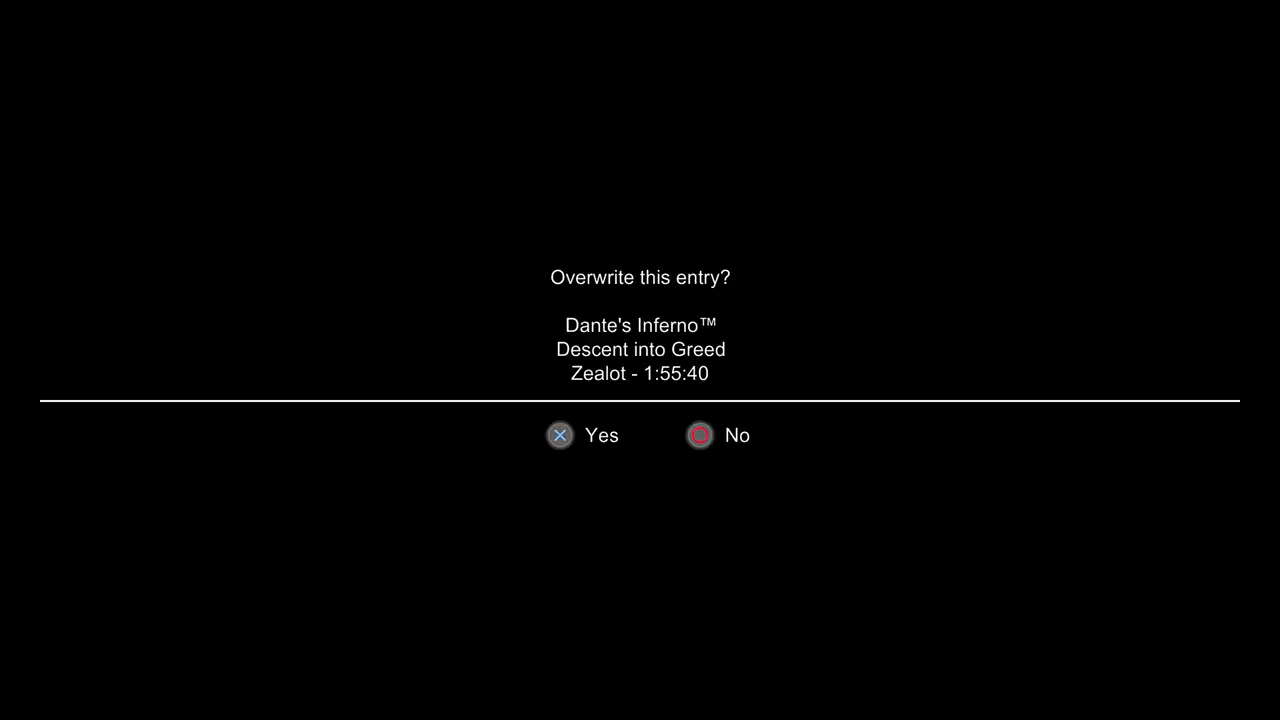 Overwrite this entry?
Dante's Inferno™
Descent into Greed
Zealot - 1:55:40
Yes No